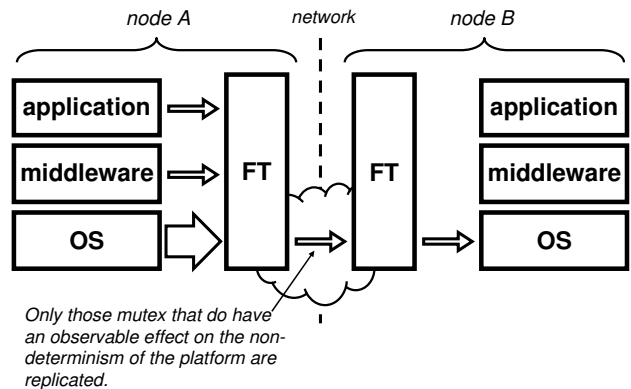 node A
network
node B
application
application
middleware
FT
FT
middleware
OS
OS
Only those mutex that do have
an observable effect on the non-
determinism of the platform are
replicated.